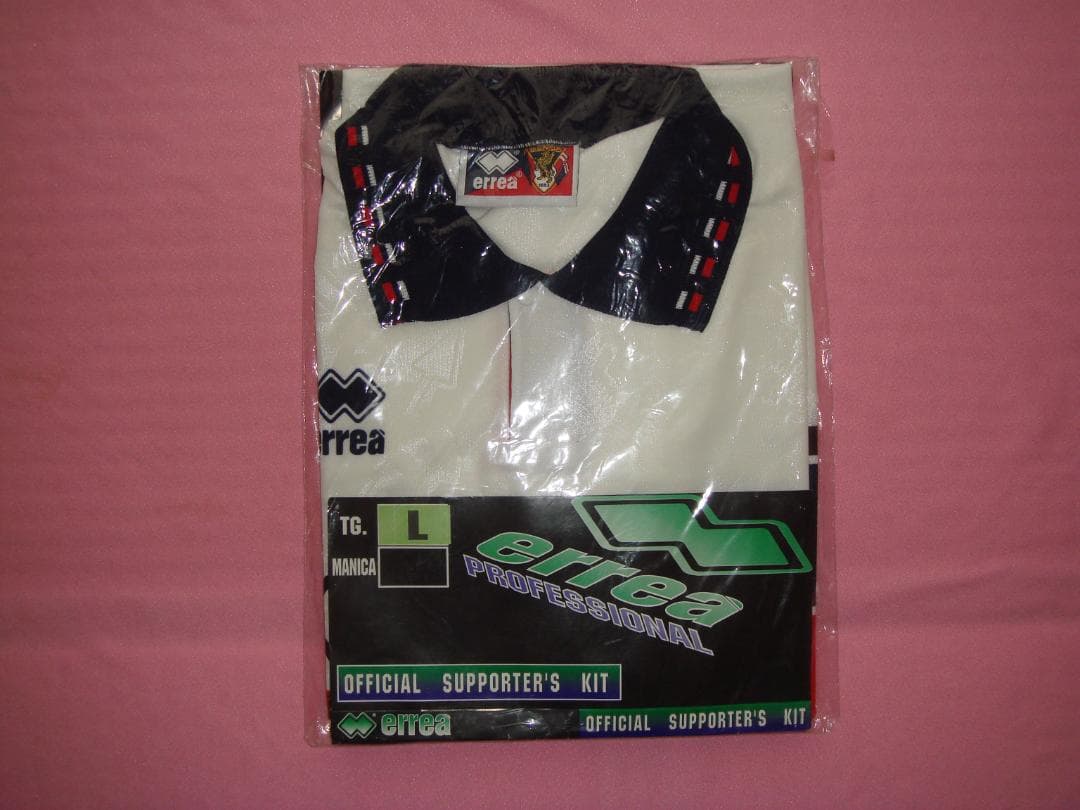 errea
errea
TG. L
MANICA
errea
PROFESSIONAL
OFFICIAL SUPPORTER'S KIT
errea OFFICIAL SUPPORTER'S KIT